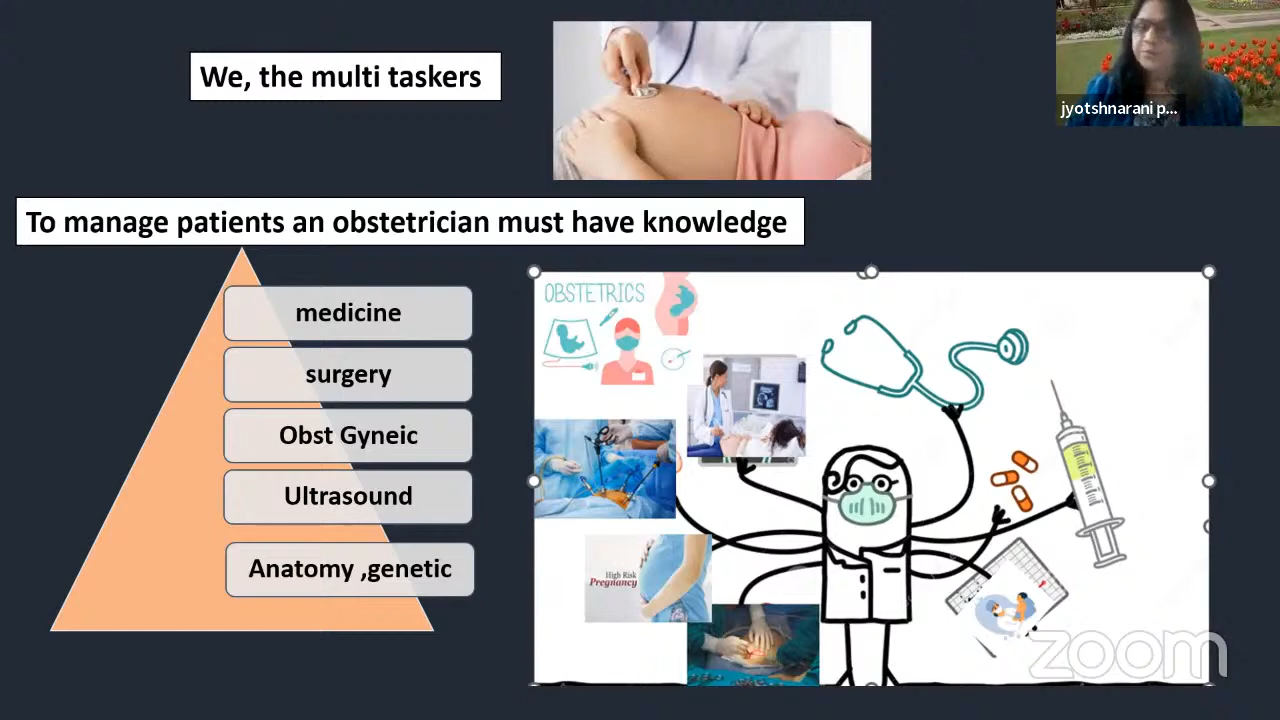 We, the multi taskers
jyotshnarani p...
To manage patients an obstetrician must have knowledge
medicine
surgery
Obst Gyneic
Ultrasound
Anatomy ,genetic
OBSTETRICS
High Risk
Pregnancy
zoom